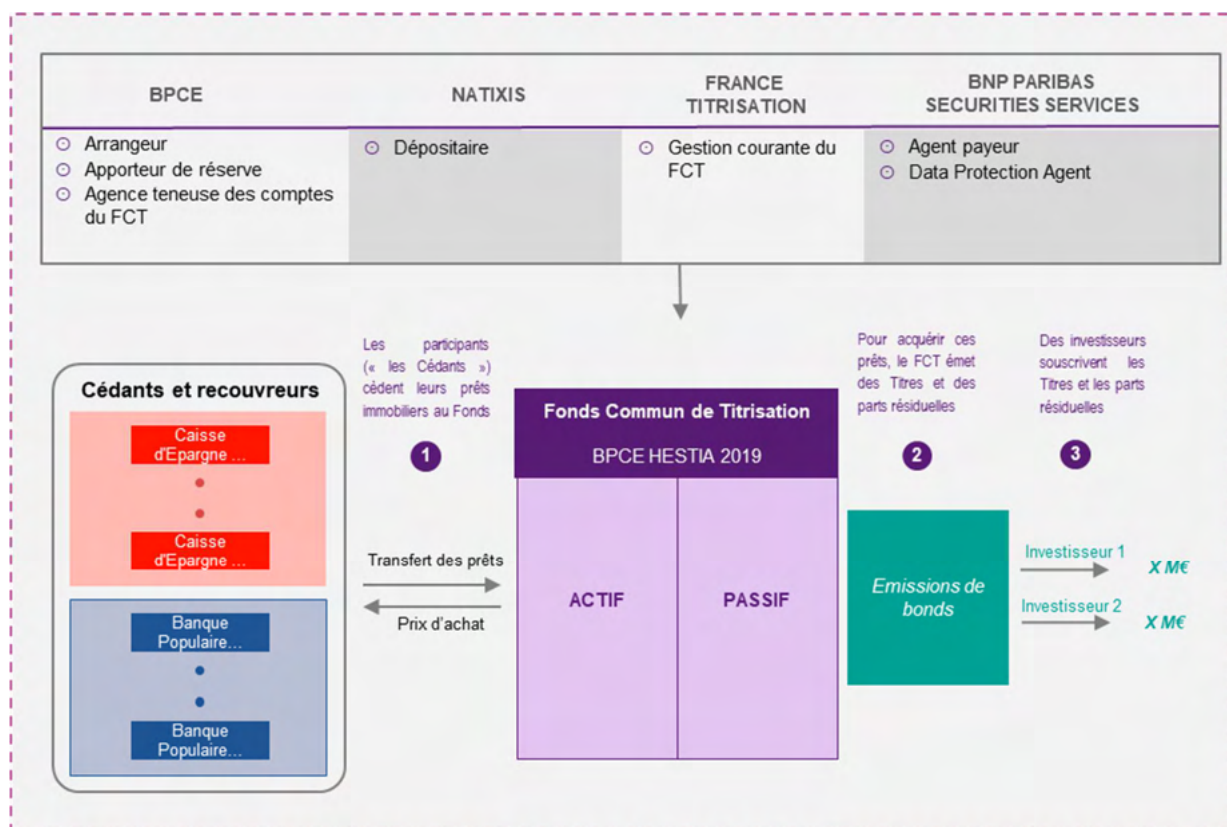 BPCE
Arrangeur
Apporteur de réserve
Agence teneuse des comptes
du FCT
NATIXIS
Dépositaire
FRANCE
TITRISATION
Gestion courante du
FCT
BNP PARIBAS
SECURITIES SERVICES
Agent payeur
Data Protection Agent
Cédants et recouvreurs
Caisse
d'Epargne ...
Caisse
d'Epargne ...
Banque
Populaire...
Banque
Populaire...
Les participants
(« les Cédants »)
cèdent leurs prêts
immobiliers au Fonds
1
Transfert des prêts
Prix d'achat
Fonds Commun de Titrisation
BPCE HESTIA 2019
ACTIF
PASSIF
Pour acquérir ces
prêts, le FCT émet
des Titres et des
parts résiduelles
2
Emissions de
bonds
Des investisseurs
souscrivent les
Titres et les parts
résiduelles
3
Investisseur 1
X M€
Investisseur 2
X M€